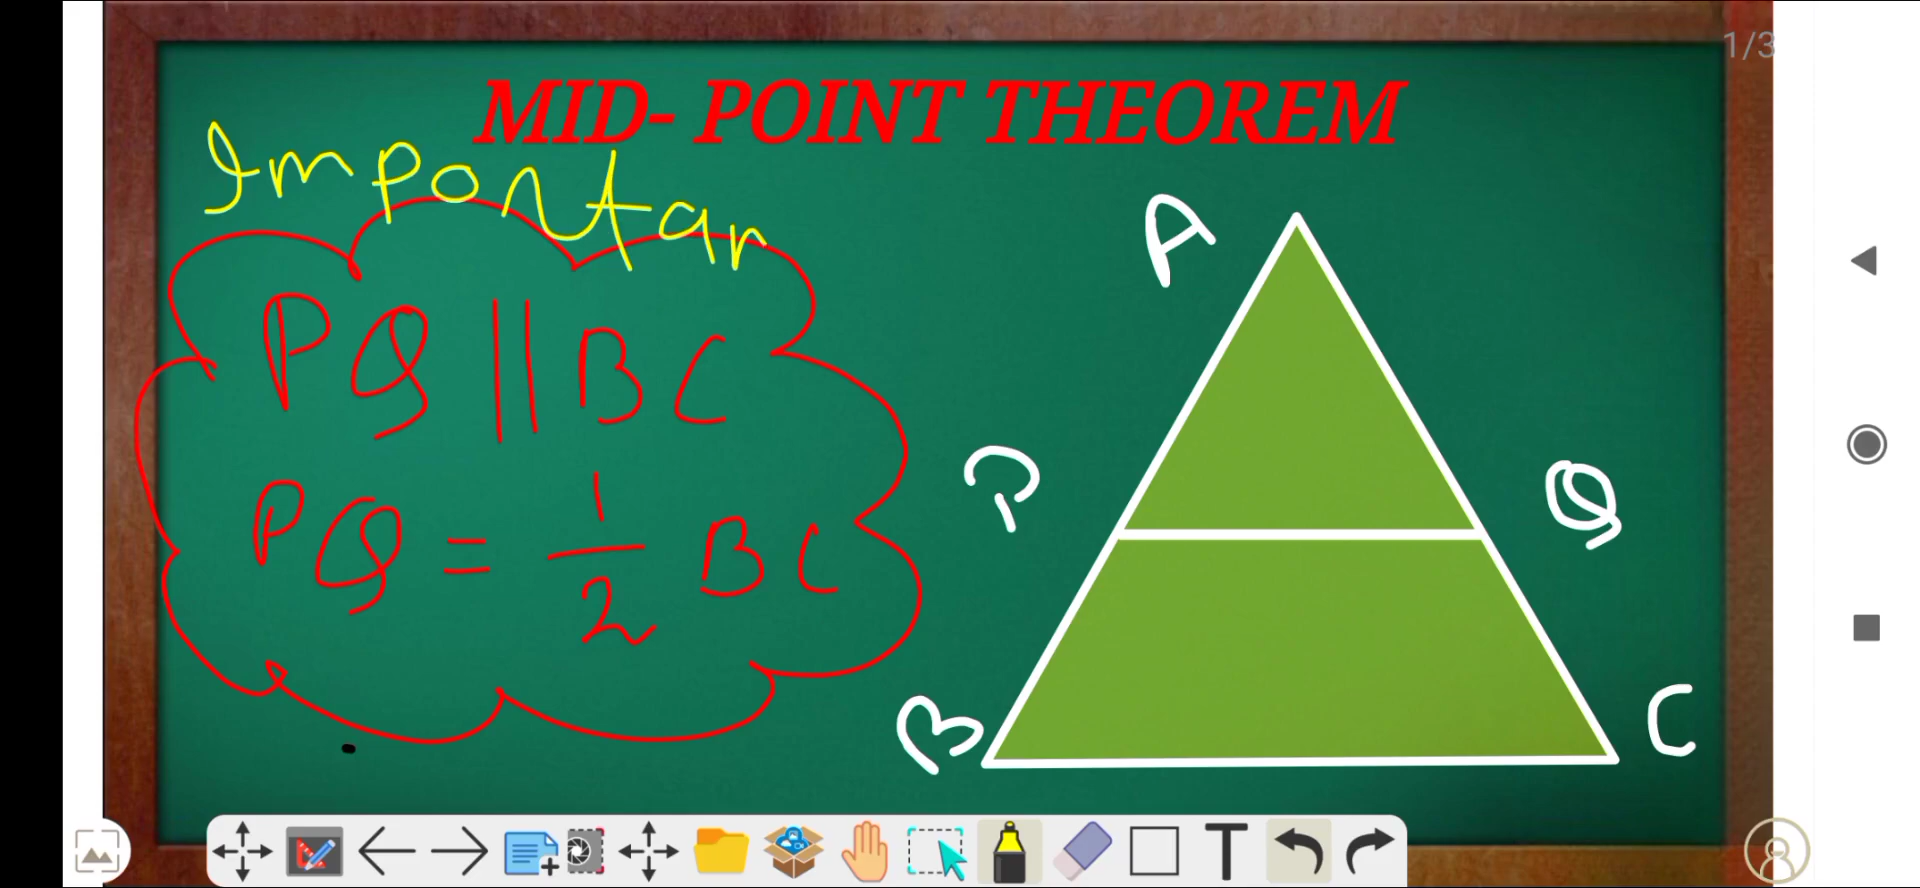 1/3
MID- POINT THEOREM
Importan
PQ || BC
PQ = 1/2 BC
A
P
Q
B
C
T